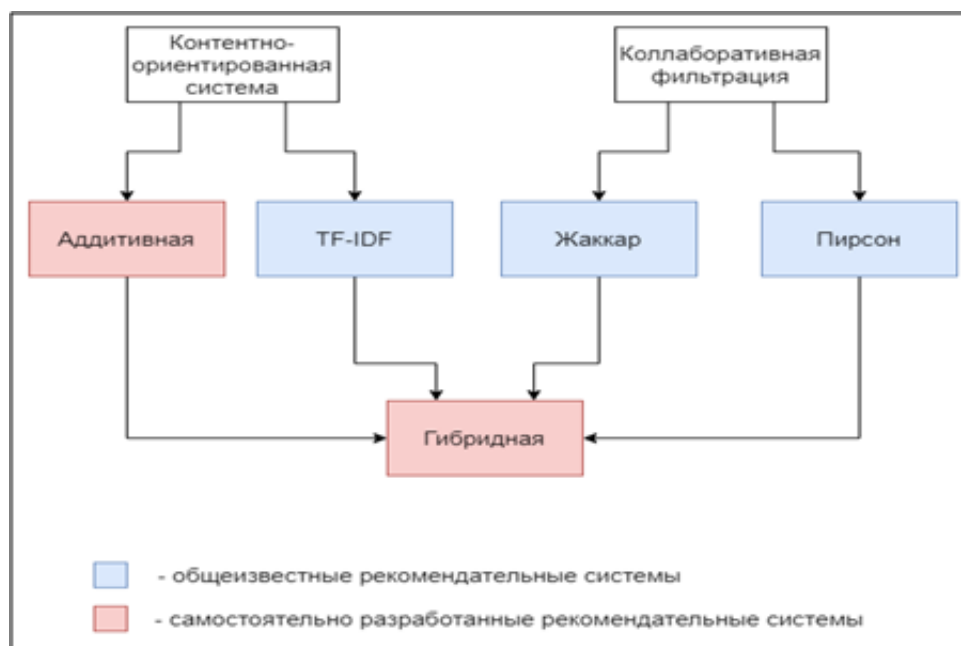 Контентно-
ориентированная
система
Коллаборативная
фильтрация
Аддитивная
TF-IDF
Жаккар
Пирсон
Гибридная
- общеизвестные рекомендательные системы
- самостоятельно разработанные рекомендательные системы